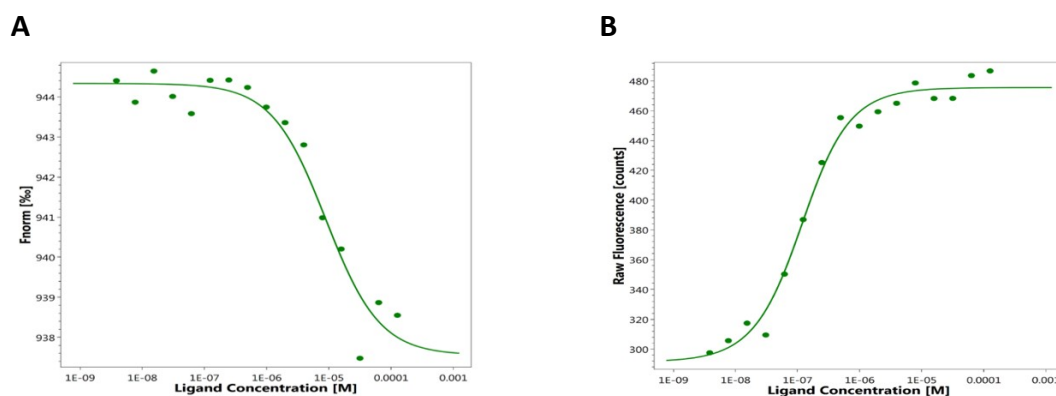 A
B
Fnorm [‰]
944
943
942
941
940
939
938
1E-09 1E-08 1E-07 1E-06 1E-05 0.0001 0.001
Ligand Concentration [M]
Raw Fluorescence [counts]
480
460
440
420
400
380
360
340
320
300
1E-09 1E-08 1E-07 1E-06 1E-05 0.0001
Ligand Concentration [M]